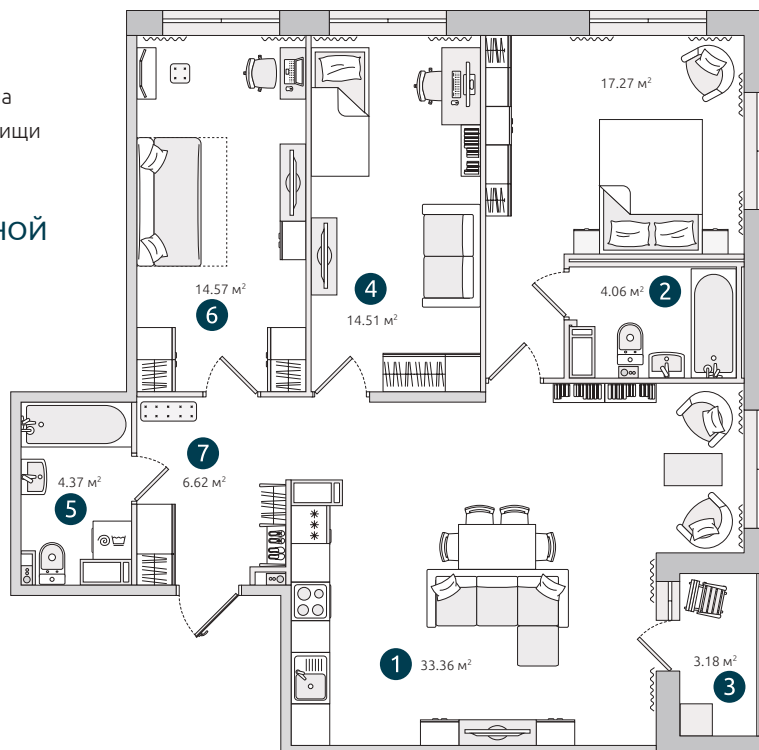 а
ищи
НОЙ
17.27 м²
14.57 м²
6
4
14.51 м²
4.06 м²
2
7
6.62 м²
4.37 м²
5
1
33.36 м²
3.18 м²
3